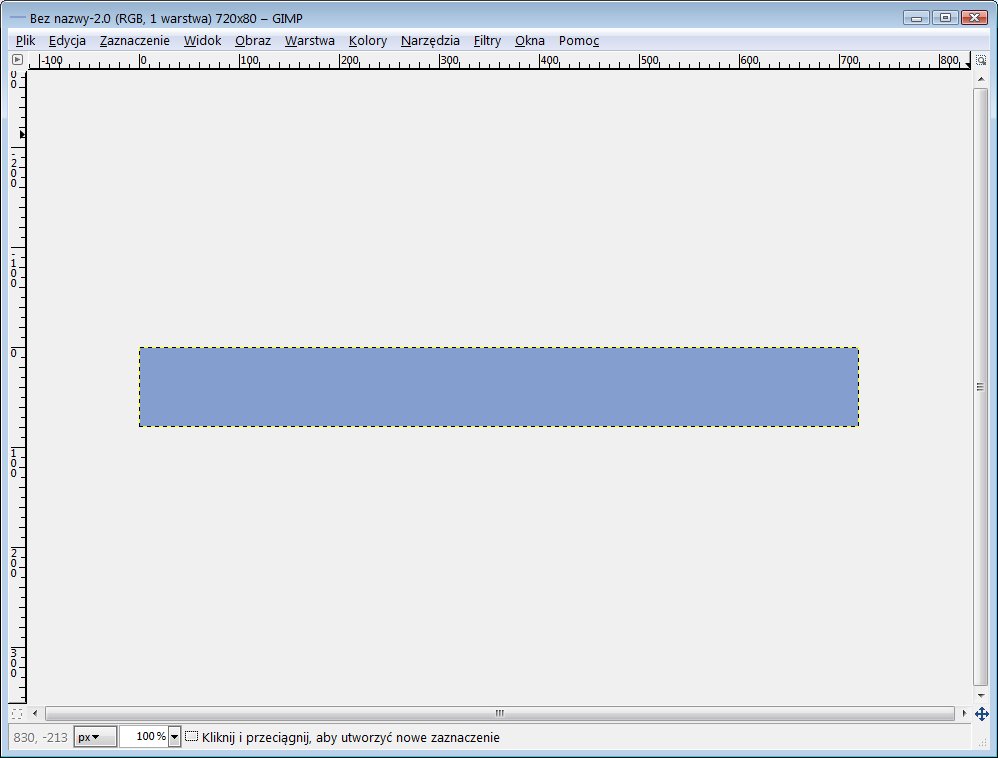 Bez nazwy-2.0 (RGB, 1 warstwa) 720x80 – GIMP
Plik Edycja Zaznaczenie Widok Obraz Warstwa Kolory Narzędzia Filtry Okna Pomoc
-100 0 100 200 300 400 500 600 700 800
00
-200
-100
0
100
200
300
830, -213 px 100 % Kliknij i przeciągnij, aby utworzyć nowe zaznaczenie